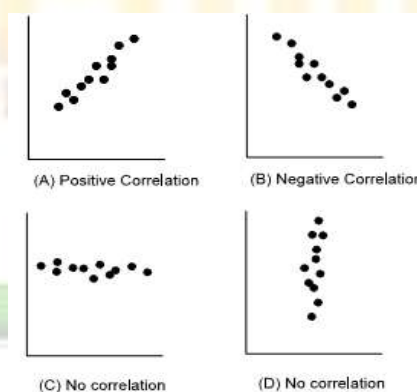 (A) Positive Correlation
(B) Negative Correlation
(C) No correlation
(D) No correlation